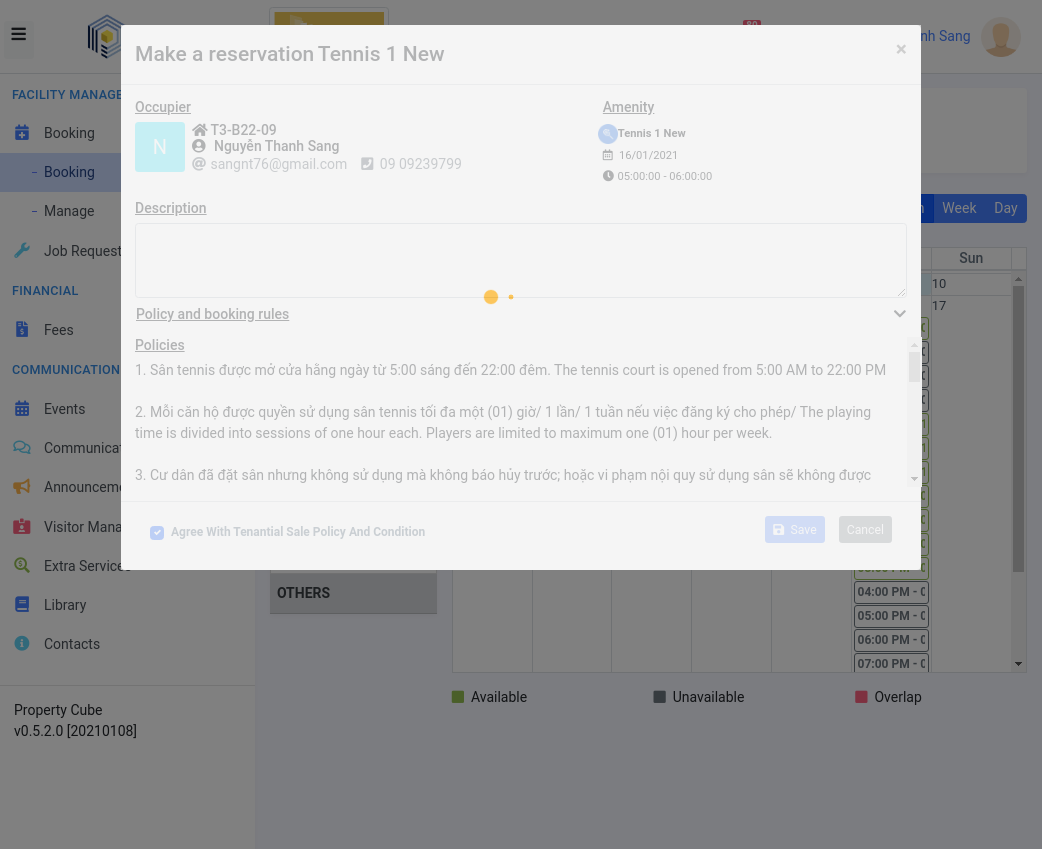 80
nh Sang
Make a reservation Tennis 1 New
×
FACILITY MANAGE
Booking
Booking
Manage
Job Request
FINANCIAL
Fees
COMMUNICATION
Events
Communicat
Announceme
Visitor Mana
Extra Services
Library
Contacts
Property Cube
v0.5.2.0 [20210108]
Occupier
N
T3-B22-09
Nguyễn Thanh Sang
sangnt76@gmail.com 09 09239799
Amenity
Tennis 1 New
16/01/2021
05:00:00 - 06:00:00
Description
Policy and booking rules
Policies
1. Sân tennis được mở cửa hằng ngày từ 5:00 sáng đến 22:00 đêm. The tennis court is opened from 5:00 AM to 22:00 PM
2. Mỗi căn hộ được quyền sử dụng sân tennis tối đa một (01) giờ/ 1 lần/ 1 tuần nếu việc đăng ký cho phép/ The playing
time is divided into sessions of one hour each. Players are limited to maximum one (01) hour per week.
3. Cư dân đã đặt sân nhưng không sử dụng mà không báo hủy trước; hoặc vi phạm nội quy sử dụng sân sẽ không được
Agree With Tenantial Sale Policy And Condition
Save
Cancel
Week
Day
Sun
10
17
OTHERS
04:00 PM - 0
05:00 PM - 0
06:00 PM - 0
07:00 PM - 0
Available
Unavailable
Overlap